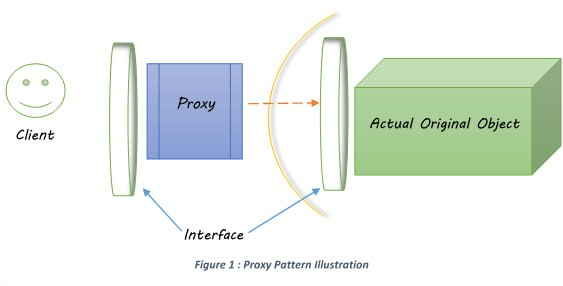 Proxy
Actual Original Object
Client
Interface
Figure 1 : Proxy Pattern Illustration